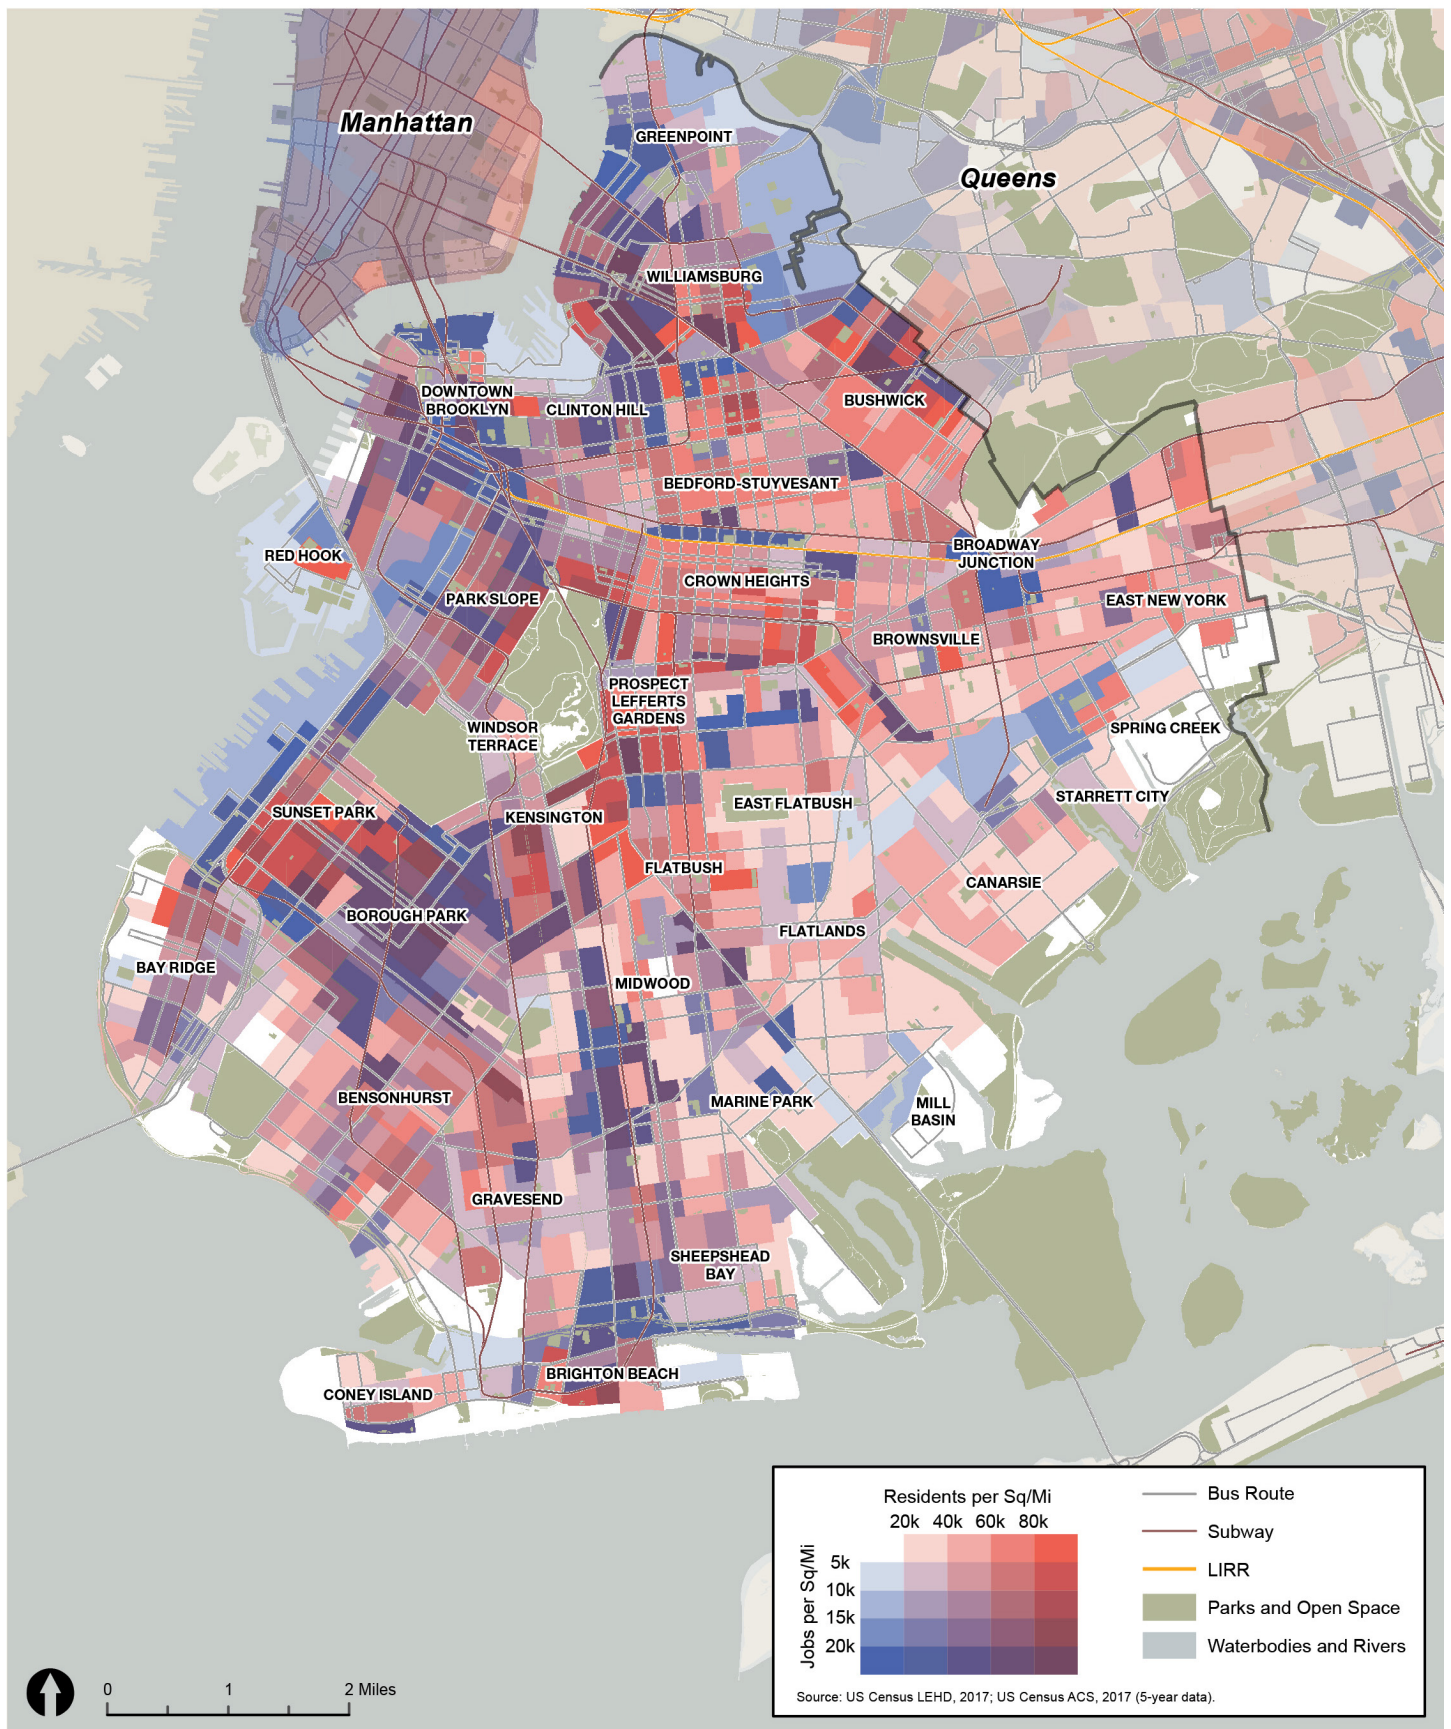 Manhattan
GREENPOINT
Queens
WILLIAMSBURG
DOWNTOWN
BROOKLYN
CLINTON HILL
BUSHWICK
BEDFORD-STUYVESANT
RED HOOK
BROADWAY
JUNCTION
CROWN HEIGHTS
PARK SLOPE
EAST NEW YORK
BROWNSVILLE
PROSPECT
LEFFERTS
GARDENS
WINDSOR
TERRACE
SPRING CREEK
STARRETT CITY
SUNSET PARK
KENSINGTON
EAST FLATBUSH
FLATBUSH
CANARSIE
BOROUGH PARK
FLATLANDS
BAY RIDGE
MIDWOOD
BENSONHURST
MARINE PARK
MILL
BASIN
GRAVESEND
SHEEPSHEAD
BAY
BRIGHTON BEACH
CONEY ISLAND
Residents per Sq/Mi
20k 40k 60k 80k
Jobs per Sq/Mi
5k
10k
15k
20k
Bus Route
Subway
LIRR
Parks and Open Space
Waterbodies and Rivers
Source: US Census LEHD, 2017; US Census ACS, 2017 (5-year data).
0 1 2 Miles